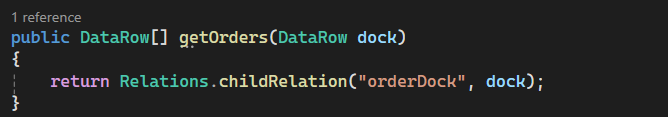 1 reference
public DataRow[] getOrders(DataRow dock)
{
return Relations.childRelation("orderDock", dock);
}